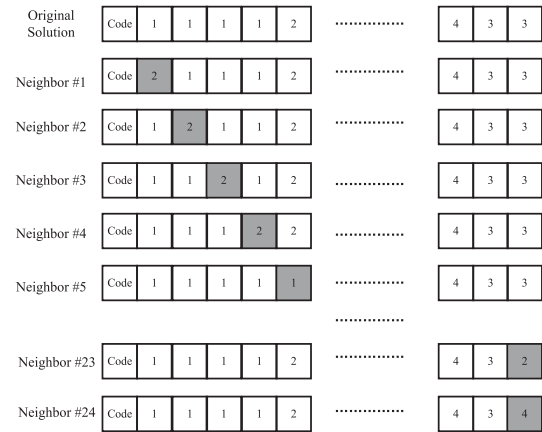 Original
Solution
Code 1 1 1 1 2 ............... 4 3 3
Neighbor #1 Code 2 1 1 1 2 ............... 4 3 3
Neighbor #2 Code 1 2 1 1 2 ............... 4 3 3
Neighbor #3 Code 1 1 2 1 2 ............... 4 3 3
Neighbor #4 Code 1 1 1 2 2 ............... 4 3 3
Neighbor #5 Code 1 1 1 1 1 ............... 4 3 3
...............
Neighbor #23 Code 1 1 1 1 2 ............... 4 3 2
Neighbor #24 Code 1 1 1 1 2 ............... 4 3 4